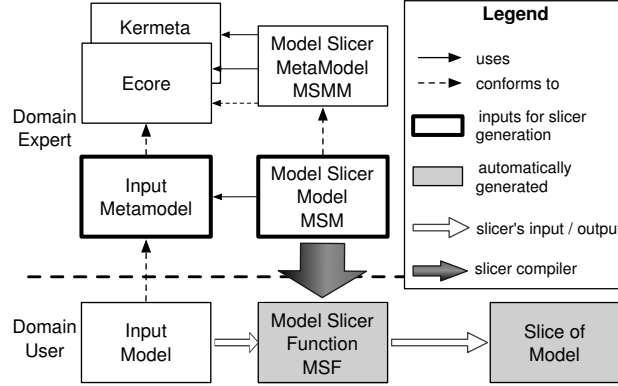 Kermeta
Ecore
Model Slicer
MetaModel
MSMM
Domain
Expert
Input
Metamodel
Model Slicer
Model
MSM
Domain
User
Input
Model
Model Slicer
Function
MSF
Slice of
Model
Legend
uses
conforms to
inputs for slicer
generation
automatically
generated
slicer's input / output
slicer compiler